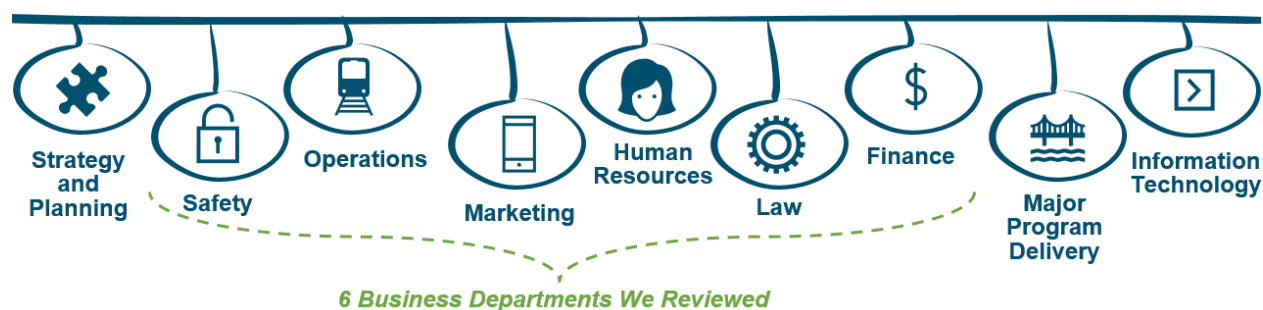 Strategy
and
Planning
Safety
Operations
Marketing
Human
Resources
Law
$
Finance
Major
Program
Delivery
Information
Technology
6 Business Departments We Reviewed